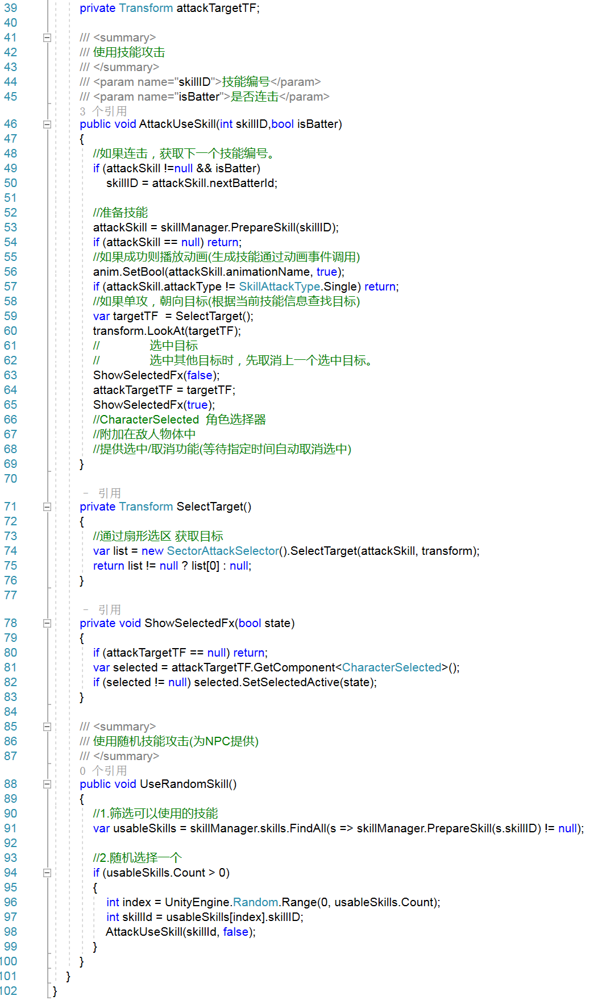 39 private Transform attackTargetTF;
40
41 /// <summary>
42 /// 使用技能攻击
43 /// </summary>
44 /// <param name="skillID">技能编号</param>
45 /// <param name="isBatter">是否连击</param>
3 个引用
46 public void AttackUseSkill(int skillID,bool isBatter)
47 {
48 //如果连击，获取下一个技能编号。
49 if (attackSkill !=null && isBatter)
50 skillID = attackSkill.nextBatterId;
51
52 //准备技能
53 attackSkill = skillManager.PrepareSkill(skillID);
54 if (attackSkill == null) return;
55 //如果成功则播放动画(生成技能通过动画事件调用)
56 anim.SetBool(attackSkill.animationName, true);
57 if (attackSkill.attackType != SkillAttackType.Single) return;
58 //如果单攻，朝向目标(根据当前技能信息查找目标)
59 var targetTF  = SelectTarget();
60 transform.LookAt(targetTF);
61 // 选中目标
62 // 选中其他目标时，先取消上一个选中目标。
63 ShowSelectedFx(false);
64 attackTargetTF = targetTF;
65 ShowSelectedFx(true);
66 //CharacterSelected  角色选择器
67 //附加在敌人物体中
68 //提供选中/取消功能(等待指定时间自动取消选中)
69 }
70
- 引用
71 private Transform SelectTarget()
72 {
73 //通过扇形选区 获取目标
74 var list = new SectorAttackSelector().SelectTarget(attackSkill, transform);
75 return list != null ? list[0] : null;
76 }
77
- 引用
78 private void ShowSelectedFx(bool state)
79 {
80 if (attackTargetTF == null) return;
81 var selected = attackTargetTF.GetComponent<CharacterSelected>();
82 if (selected != null) selected.SetSelectedActive(state);
83 }
84
85 /// <summary>
86 /// 使用随机技能攻击(为NPC提供)
87 /// </summary>
0 个引用
88 public void UseRandomSkill()
89 {
90 //1.筛选可以使用的技能
91 var usableSkills = skillManager.skills.FindAll(s => skillManager.PrepareSkill(s.skillID) != null);
92
93 //2.随机选择一个
94 if (usableSkills.Count > 0)
95 {
96 int index = UnityEngine.Random.Range(0, usableSkills.Count);
97 int skillId = usableSkills[index].skillID;
98 AttackUseSkill(skillId, false);
99 }
100 }
101 }
102 }